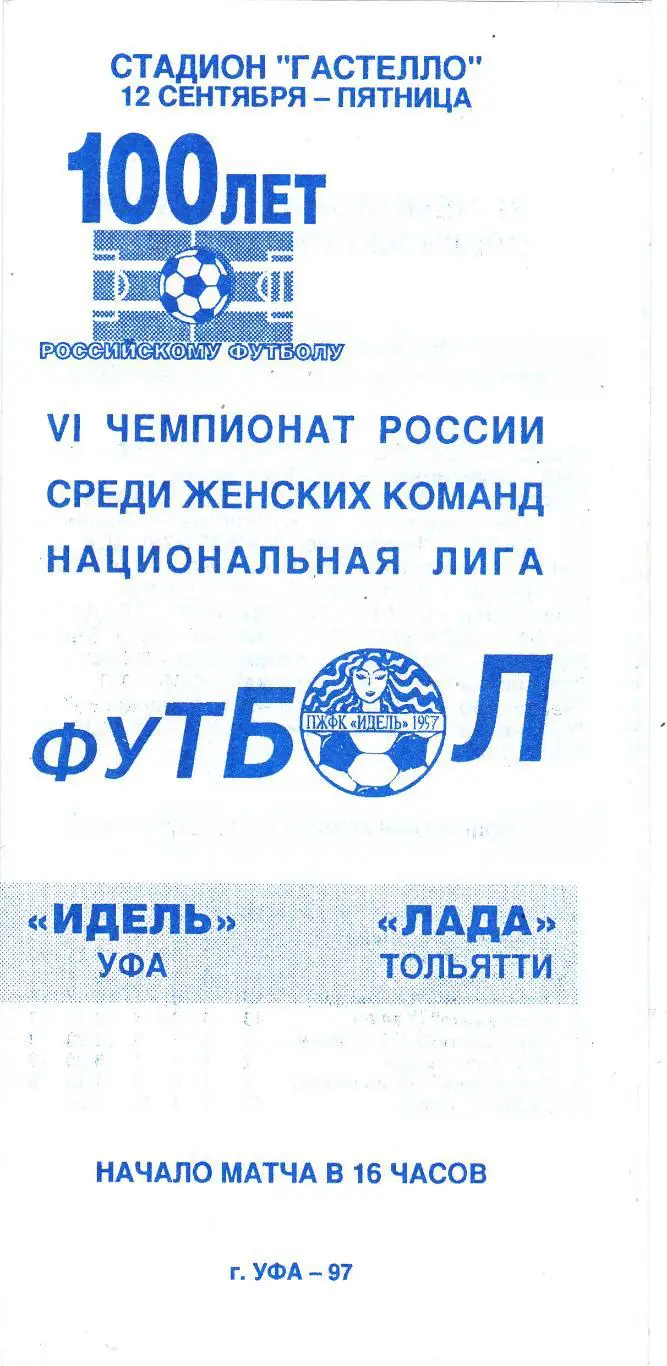 СТАДИОН "ГАСТЕЛЛО"
12 СЕНТЯБРЯ – ПЯТНИЦА
100 ЛЕТ
РОССИЙСКОМУ ФУТБОЛУ
VI ЧЕМПИОНАТ РОССИИ
СРЕДИ ЖЕНСКИХ КОМАНД
НАЦИОНАЛЬНАЯ ЛИГА
ФУТБОЛ
ПЖФК «ИДЕЛЬ» 1997
«ИДЕЛЬ» «ЛАДА»
УФА ТОЛЬЯТТИ
НАЧАЛО МАТЧА В 16 ЧАСОВ
г. УФА – 97